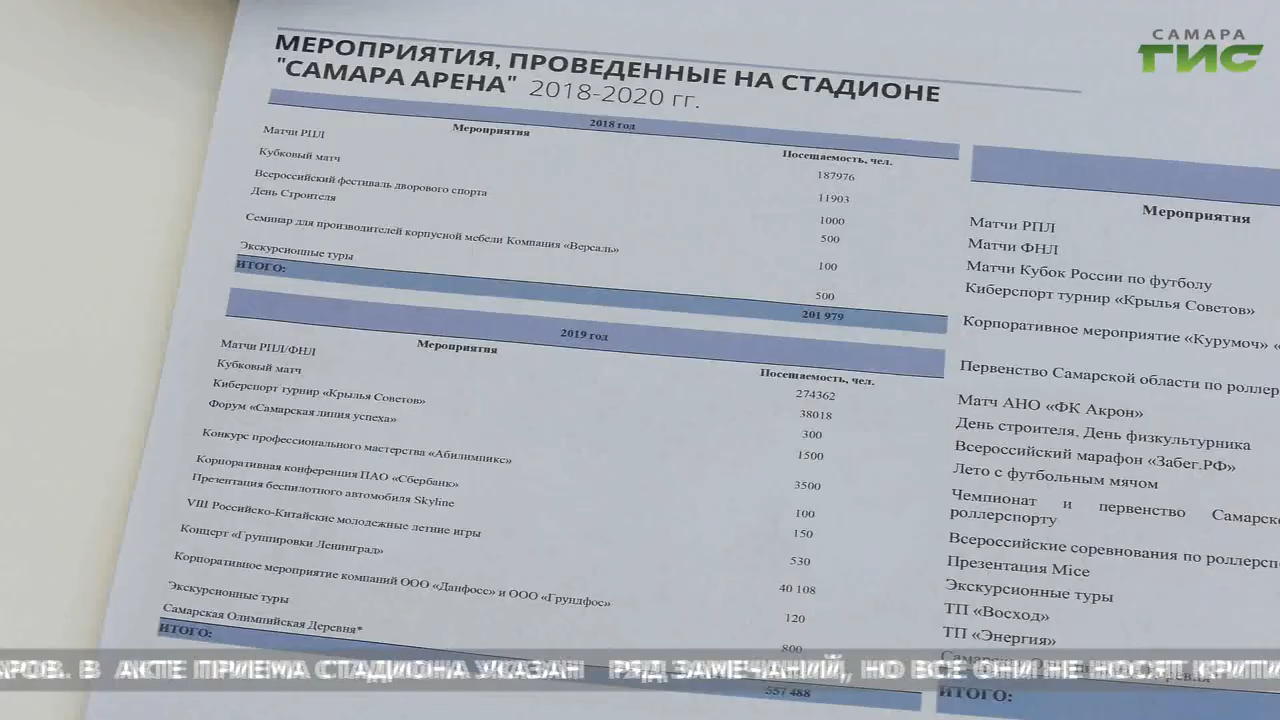 САМАРА
ГИС
МЕРОПРИЯТИЯ, ПРОВЕДЕННЫЕ НА СТАДИОНЕ
"САМАРА АРЕНА" 2018-2020 гг.
2018 год
Мероприятия Посещаемость, чел.
Матчи РПЛ 187976
Кубковый матч 11903
Всероссийский фестиваль дворового спорта 1000
День Строителя 500
Семинар для производителей корпусной мебели Компания «Версаль» 100
Экскурсионные туры 500
ИТОГО: 201 979
2019 год
Мероприятия Посещаемость, чел.
Матчи РПЛ/ФНЛ 274362
Кубковый матч 38018
Киберспорт турнир «Крылья Советов» 300
Форум «Самарская линия успеха» 1500
Конкурс профессионального мастерства «Абилимпикс» 3500
Корпоративная конференция ПАО «Сбербанк» 100
Презентация беспилотного автомобиля Skyline 150
VIII Российско-Китайские молодежные летние игры 530
Концерт «Группировки Ленинград» 40 108
Корпоративное мероприятие компаний ООО «Данфосс» и ООО «Грундфос» 120
Экскурсионные туры 800
Самарская Олимпийская Деревня*
ИТОГО: 557 488
Мероприятия
Матчи РПЛ
Матчи ФНЛ
Матчи Кубок России по футболу
Киберспорт турнир «Крылья Советов»
Корпоративное мероприятие «Курумоч» «
Первенство Самарской области по роллер
Матч АНО «ФК Акрон»
День строителя, День физкультурника
Всероссийский марафон «Забег.РФ»
Лето с футбольным мячом
Чемпионат и первенство Самарско
роллерспорту
Всероссийские соревнования по роллерсп
Презентация Mice
Экскурсионные туры
ТП «Восход»
ТП «Энергия»
ИТОГО:
АРОВ. В АКТЕ ПРИЕМА СТАДИОНА УКАЗАН РЯД ЗАМЕЧАНИЙ, НО ВСЕ ОНИ НЕ НОСЯТ КРИТИ